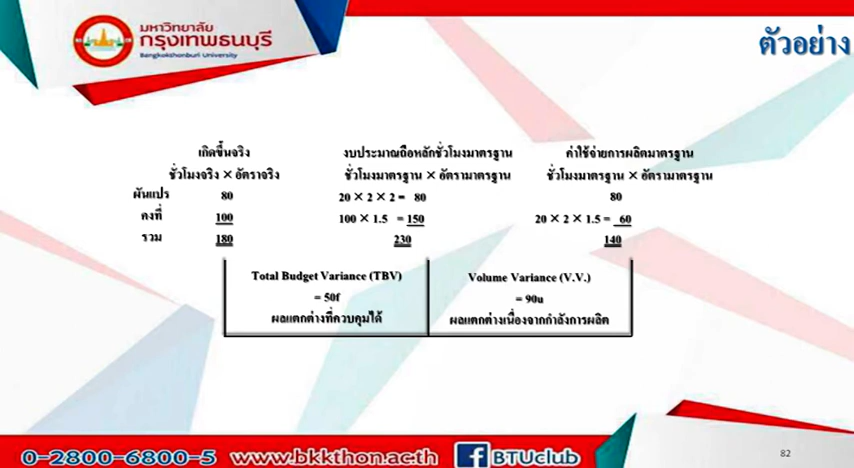 มหาวิทยาลัย
กรุงเทพธนบุรี
Bangkokthonburi University
ตัวอย่าง
เกิดขึ้นจริง งบประมาณถือหลักชั่วโมงมาตรฐาน ค่าใช้จ่ายการผลิตมาตรฐาน
ชั่วโมงจริง × อัตราจริง ชั่วโมงมาตรฐาน × อัตรามาตรฐาน ชั่วโมงมาตรฐาน × อัตรามาตรฐาน
ผันแปร 80 20 × 2 × 2 = 80 80
คงที่ 100 100 × 1.5 = 150 20 × 2 × 1.5 = 60
รวม 180 230 140
Total Budget Variance (TBV) Volume Variance (V.V.)
= 50f = 90u
ผลแตกต่างที่ควบคุมได้ ผลแตกต่างเนื่องจากกำลังการผลิต
0-2800-6800-5 www.bkkthon.ac.th f BTUclub
82